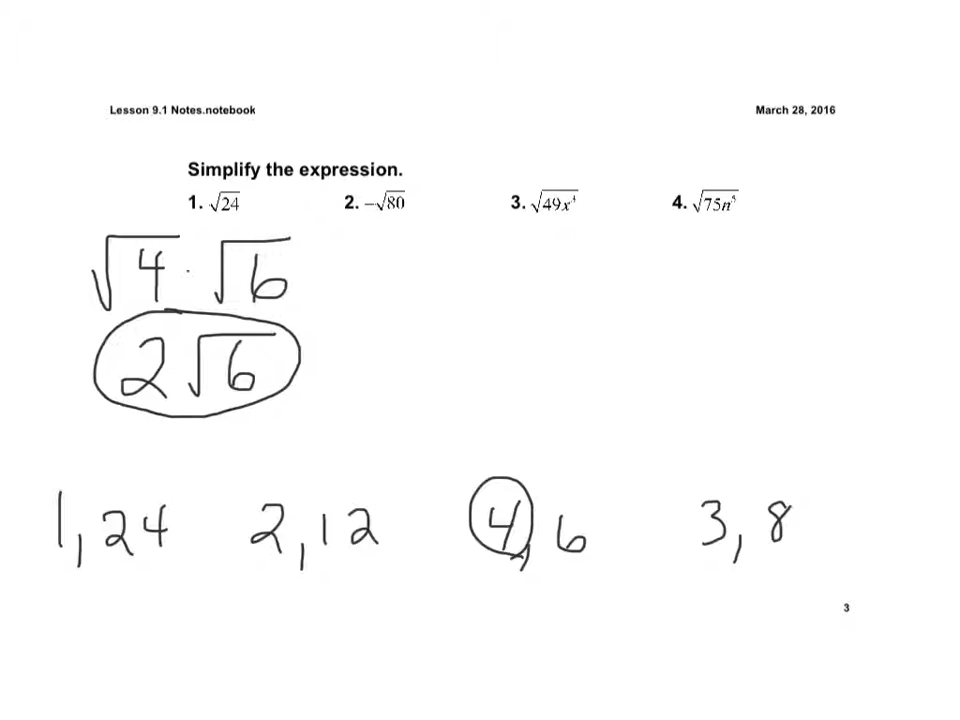 Lesson 9.1 Notes.notebook March 28, 2016
Simplify the expression.
1. √24 2. −√80 3. √49x⁴ 4. √75n⁵
√4 · √6
2√6
1, 24 2, 12 4, 6 3, 8
3